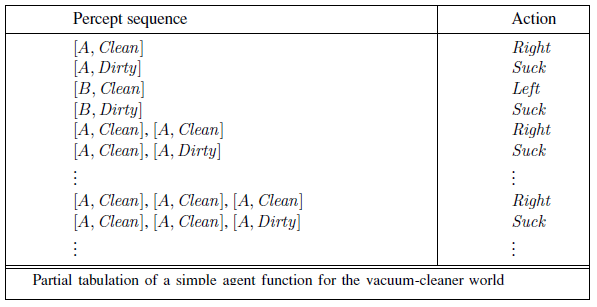 Percept sequence Action
[A, Clean] Right
[A, Dirty] Suck
[B, Clean] Left
[B, Dirty] Suck
[A, Clean], [A, Clean] Right
[A, Clean], [A, Dirty] Suck
⋮ ⋮
[A, Clean], [A, Clean], [A, Clean] Right
[A, Clean], [A, Clean], [A, Dirty] Suck
⋮ ⋮
Partial tabulation of a simple agent function for the vacuum-cleaner world